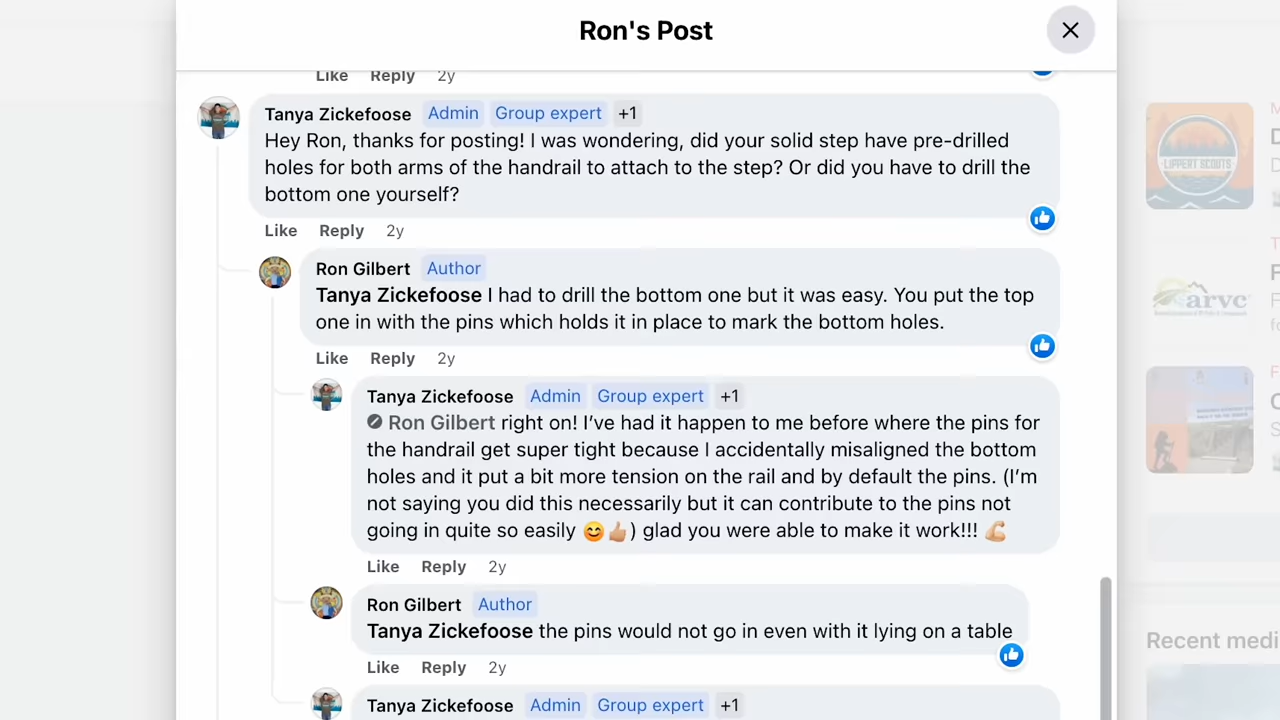 Ron's Post
Like Reply 2y
Tanya Zickefoose Admin Group expert +1
Hey Ron, thanks for posting! I was wondering, did your solid step have pre-drilled
holes for both arms of the handrail to attach to the step? Or did you have to drill the
bottom one yourself?
Like Reply 2y
Ron Gilbert Author
Tanya Zickefoose I had to drill the bottom one but it was easy. You put the top
one in with the pins which holds it in place to mark the bottom holes.
Like Reply 2y
Tanya Zickefoose Admin Group expert +1
Ron Gilbert right on! I’ve had it happen to me before where the pins for
the handrail get super tight because I accidentally misaligned the bottom
holes and it put a bit more tension on the rail and by default the pins. (I’m
not saying you did this necessarily but it can contribute to the pins not
going in quite so easily 😊👍🏼) glad you were able to make it work!!! 💪🏼
Like Reply 2y
Ron Gilbert Author
Tanya Zickefoose the pins would not go in even with it lying on a table
Like Reply 2y
Tanya Zickefoose Admin Group expert +1
LIPPERT SCOUTS
arvc
Recent medi